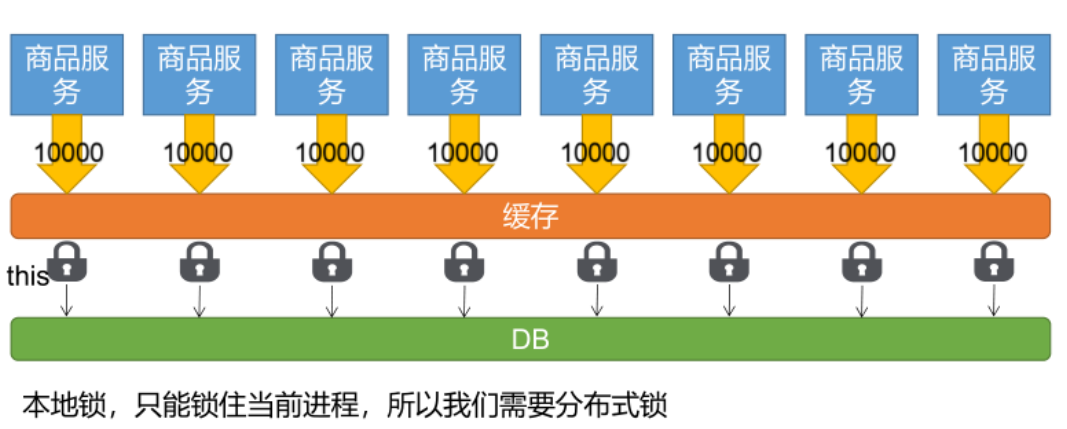 商品服 商品服 商品服 商品服 商品服 商品服 商品服 商品服
务 务 务 务 务 务 务 务
10000 10000 10000 10000 10000 10000 10000 10000
缓存
this
DB
本地锁，只能锁住当前进程，所以我们需要分布式锁